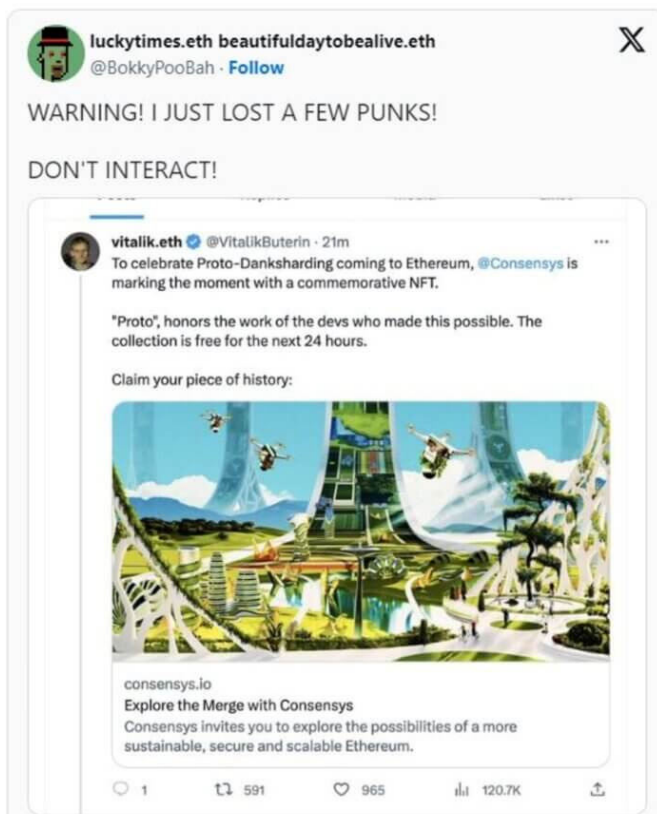 luckytimes.eth beautifuldaytobealive.eth
@BokkyPooBah · Follow
WARNING! I JUST LOST A FEW PUNKS!
DON'T INTERACT!
vitalik.eth @VitalikButerin · 21m
To celebrate Proto-Danksharding coming to Ethereum, @Consensys is
marking the moment with a commemorative NFT.
"Proto", honors the work of the devs who made this possible. The
collection is free for the next 24 hours.
Claim your piece of history:
consensys.io
Explore the Merge with Consensys
Consensys invites you to explore the possibilities of a more
sustainable, secure and scalable Ethereum.
1 591 965 120.7K